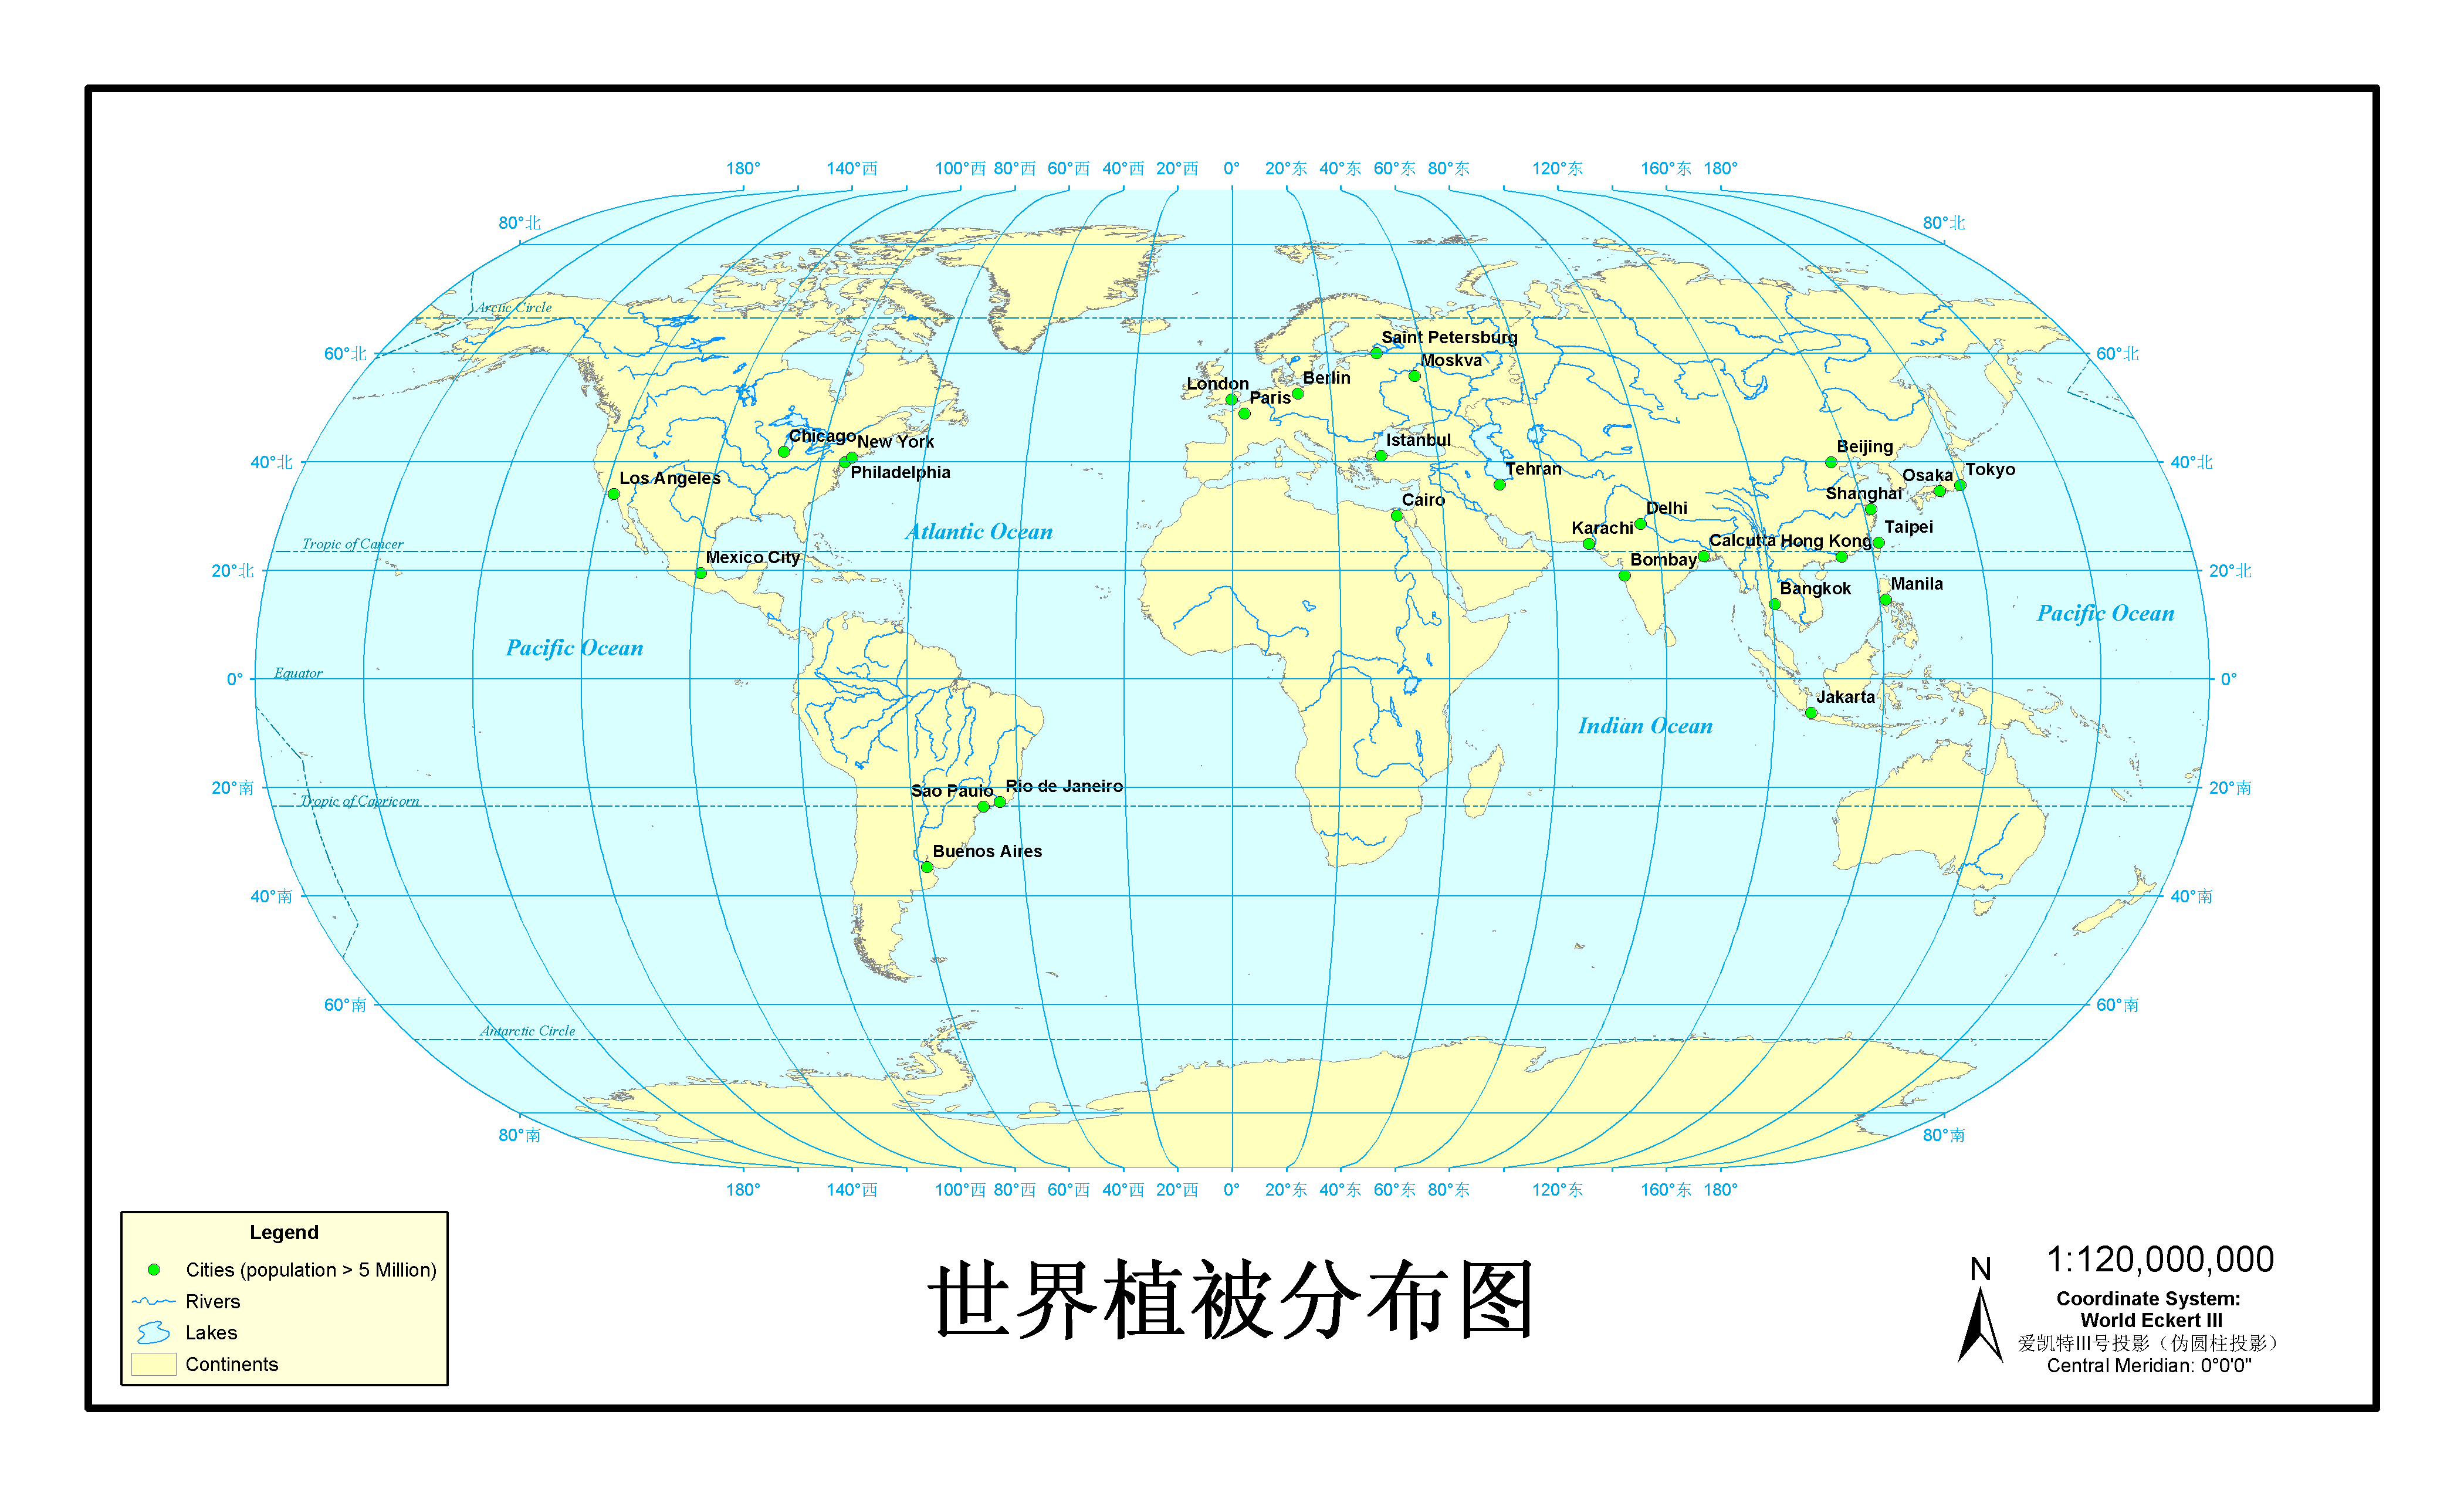 180° 140°西 100°西 80°西 60°西 40°西 20°西 0° 20°东 40°东 60°东 80°东 120°东 160°东 180°
80°北 80°北
Arctic Circle
Saint Petersburg
60°北 60°北
Moskva
Berlin
London
Paris
Chicago New York
Istanbul
Beijing
40°北 40°北
Philadelphia
Tehran
Osaka Tokyo
Los Angeles
Shanghai
Cairo
Delhi
Karachi
Taipei
Atlantic Ocean
Tropic of Cancer
Calcutta Hong Kong
Mexico City
Bombay
20°北 20°北
Bangkok
Manila
Pacific Ocean
Pacific Ocean
Equator
0° 0°
Jakarta
Indian Ocean
20°南 20°南
Sao Paulo Rio de Janeiro
Tropic of Capricorn
Buenos Aires
40°南 40°南
60°南 60°南
Antarctic Circle
80°南 80°南
180° 140°西 100°西 80°西 60°西 40°西 20°西 0° 20°东 40°东 60°东 80°东 120°东 160°东 180°
Legend
Cities (population > 5 Million)
Rivers
Lakes
Continents
世界植被分布图
N
1:120,000,000
Coordinate System:
World Eckert III
爱凯特III号投影（伪圆柱投影）
Central Meridian: 0°0'0"